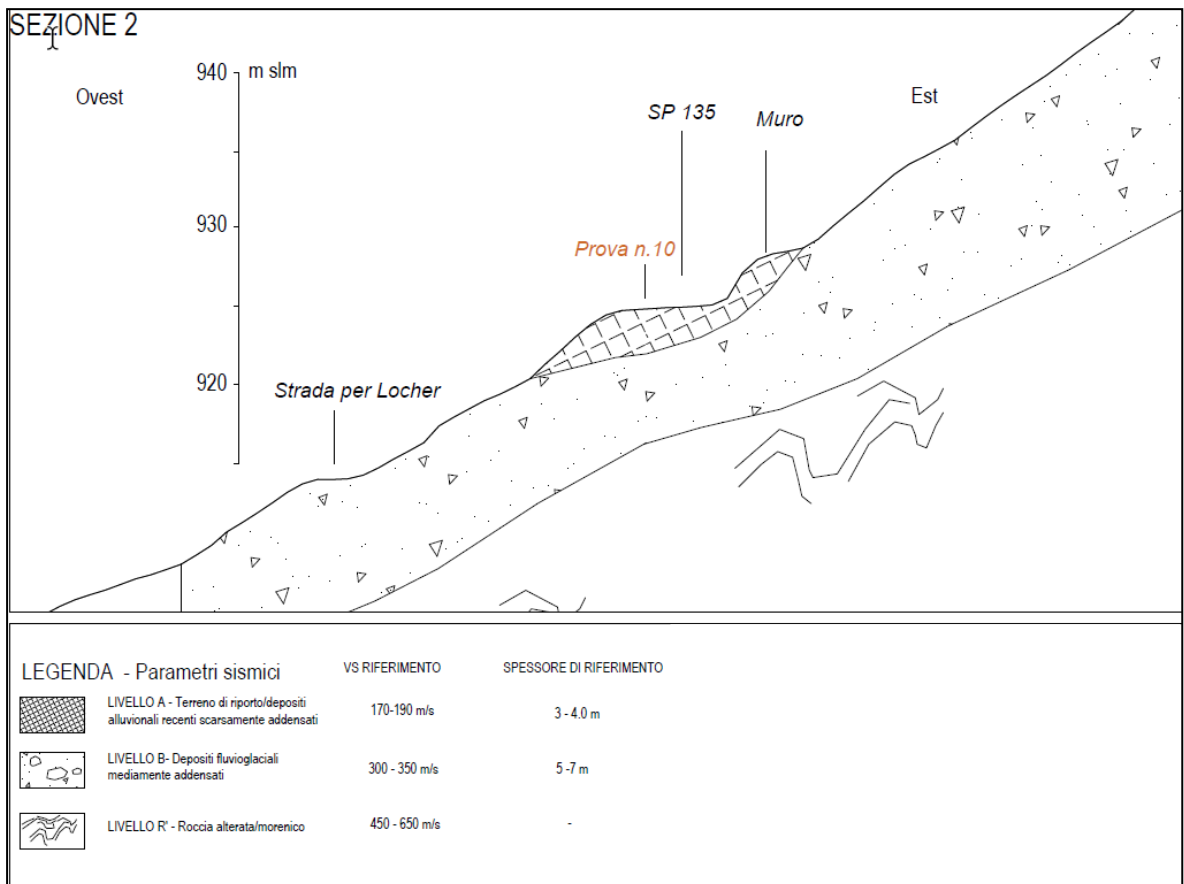 SEZIONE 2
940 m slm
Ovest
Est
SP 135
Muro
930
Prova n.10
920
Strada per Locher
LEGENDA - Parametri sismici
VS RIFERIMENTO
SPESSORE DI RIFERIMENTO
LIVELLO A - Terreno di riporto/depositi
alluvionali recenti scarsamente addensati
170-190 m/s
3 - 4.0 m
LIVELLO B- Depositi fluvioglaciali
mediamente addensati
300 - 350 m/s
5 -7 m
LIVELLO R' - Roccia alterata/morenico
450 - 650 m/s
-